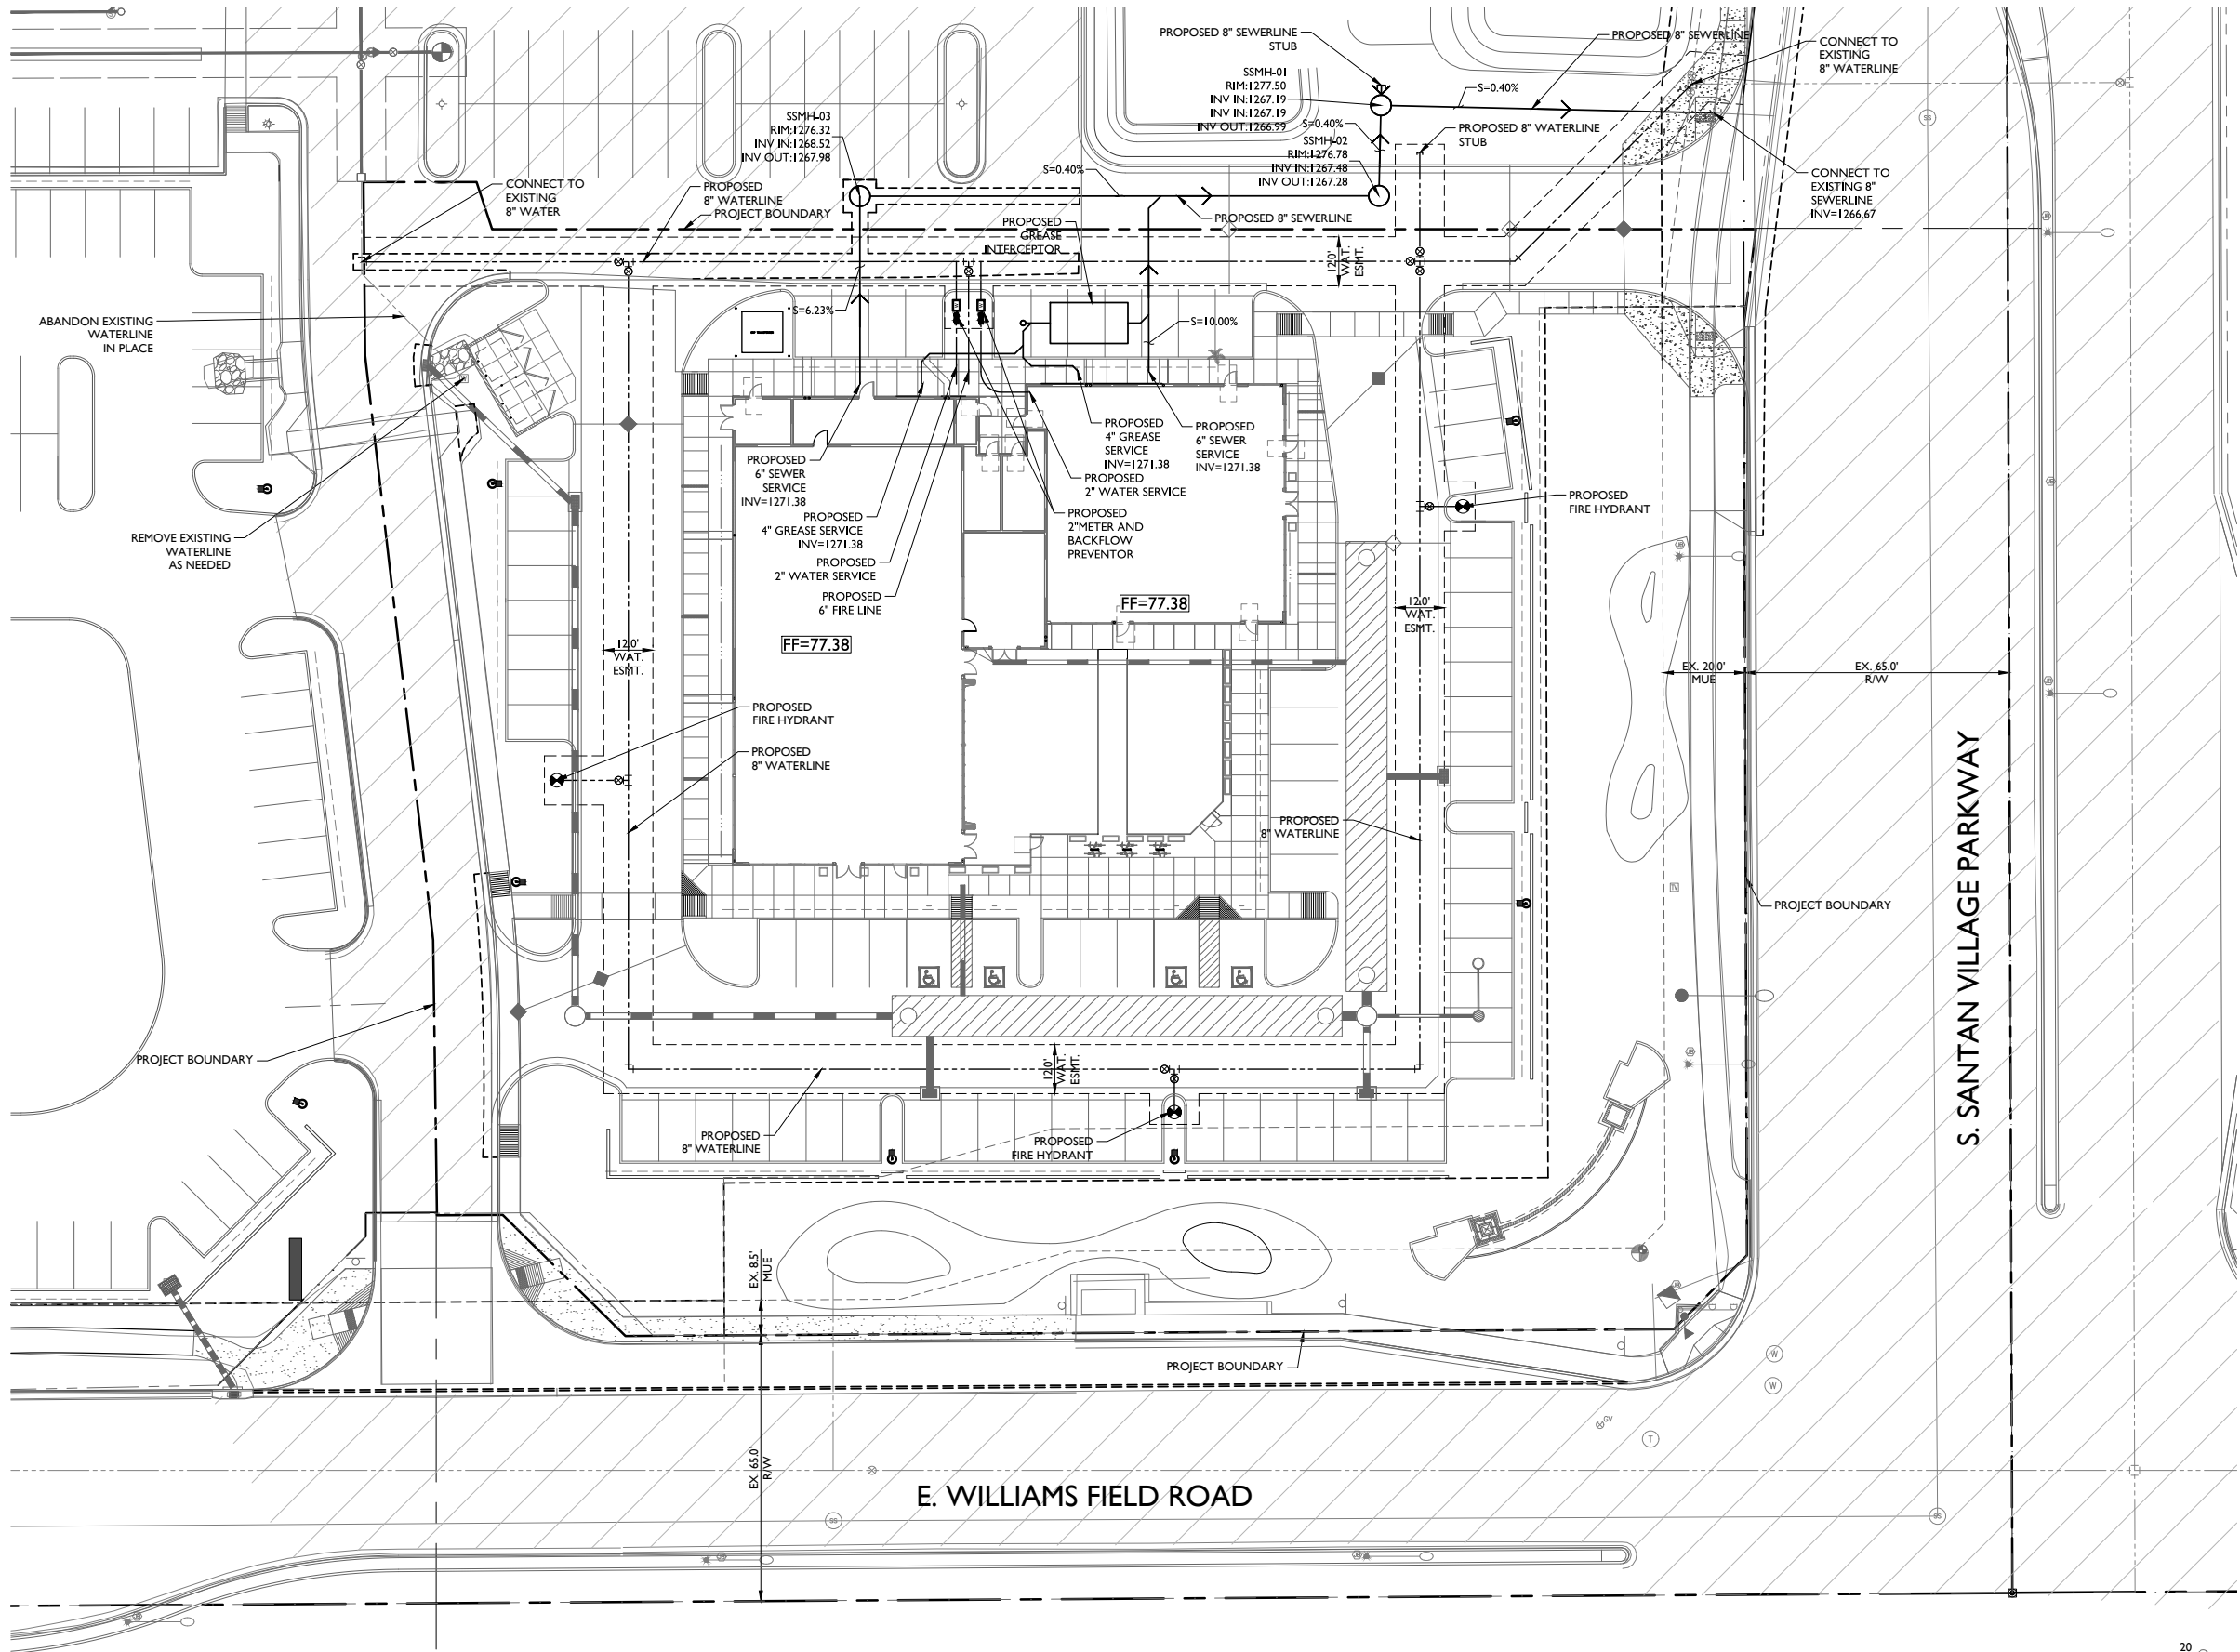 PROPOSED 8" SEWERLINE
STUB
PROPOSED 8" SEWERLINE
CONNECT TO
EXISTING
8" WATERLINE
SSMH-01
RIM:1277.50
INV IN:1267.19
INV IN:1267.19
INV OUT:1266.99
S=0.40%
SSMH-03
RIM:1276.32
INV IN:1268.52
INV OUT:1267.98
S=0.40%
PROPOSED 8" WATERLINE
STUB
SSMH-02
RIM:1276.78
INV IN:1267.48
INV OUT:1267.28
S=0.40%
CONNECT TO
EXISTING 8"
SEWERLINE
INV=1266.67
CONNECT TO
EXISTING
8" WATER
PROPOSED
8" WATERLINE
PROJECT BOUNDARY
PROPOSED 8" SEWERLINE
PROPOSED
GREASE
INTERCEPTOR
12.0'
WAT.
ESMT.
ABANDON EXISTING
WATERLINE
IN PLACE
S=6.23%
S=10.00%
PROPOSED
4" GREASE
SERVICE
INV=1271.38
PROPOSED
6" SEWER
SERVICE
INV=1271.38
PROPOSED
6" SEWER
SERVICE
INV=1271.38
PROPOSED
2" WATER SERVICE
PROPOSED
FIRE HYDRANT
PROPOSED
4" GREASE SERVICE
INV=1271.38
PROPOSED
2"METER AND
BACKFLOW
PREVENTOR
REMOVE EXISTING
WATERLINE
AS NEEDED
PROPOSED
2" WATER SERVICE
PROPOSED
6" FIRE LINE
FF=77.38
FF=77.38
12.0'
WAT.
ESMT.
12.0'
WAT.
ESMT.
EX. 20.0'
MUE
EX. 65.0'
R/W
PROPOSED
FIRE HYDRANT
PROPOSED
8" WATERLINE
PROPOSED
8" WATERLINE
TV
PROJECT BOUNDARY
S. SANTAN VILLAGE PARKWAY
PROJECT BOUNDARY
12.0'
WAT.
ESMT.
PROPOSED
8" WATERLINE
PROPOSED
FIRE HYDRANT
EX. 8.5'
MUE
PROJECT BOUNDARY
W
W
GV
T
EX. 65.0'
R/W
E. WILLIAMS FIELD ROAD
SS
SS
SS
20